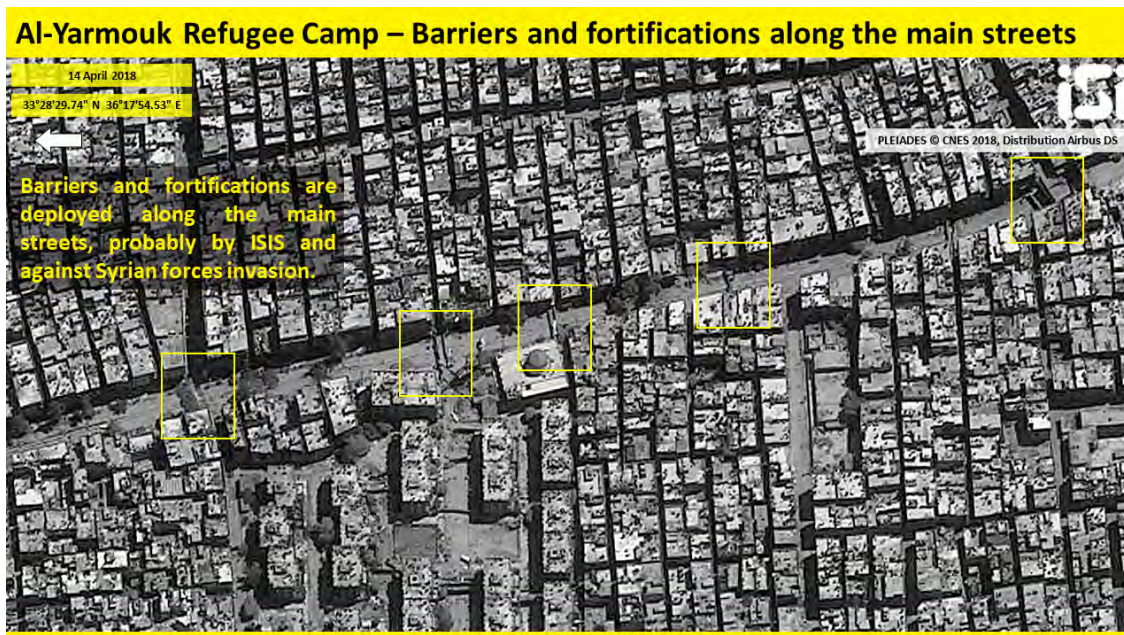 Al-Yarmouk Refugee Camp – Barriers and fortifications along the main streets
14 April 2018
33°28'29.74" N 36°17'54.53" E
isi
PLEIADES © CNES 2018, Distribution Airbus DS
Barriers and fortifications are
deployed along the main
streets, probably by ISIS and
against Syrian forces invasion.